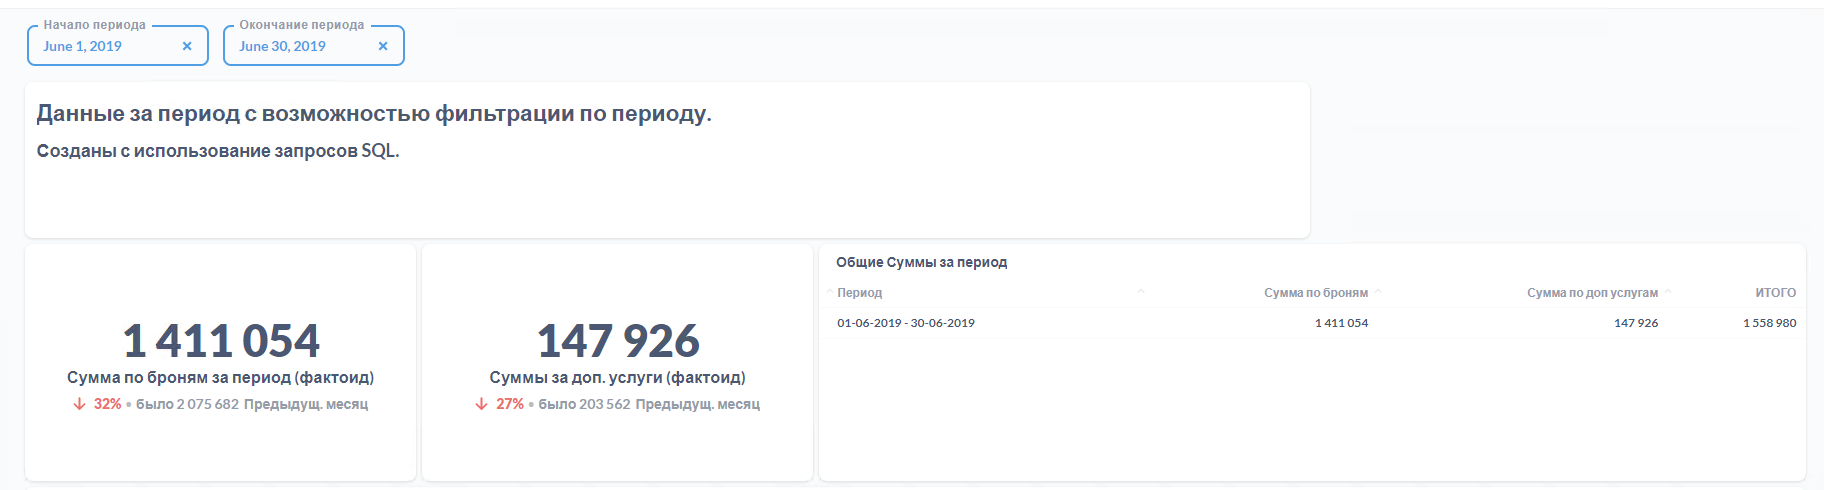 Начало периода
June 1, 2019
Окончание периода
June 30, 2019
Данные за период с возможностью фильтрации по периоду.
Созданы с использование запросов SQL.
1 411 054
Сумма по броням за период (фактоид)
32% • было 2 075 682 Предыдущ. месяц
147 926
Суммы за доп. услуги (фактоид)
27% • было 203 562 Предыдущ. месяц
Общие Суммы за период
Период Сумма по броням Сумма по доп услугам ИТОГО
01-06-2019 - 30-06-2019 1 411 054 147 926 1 558 980